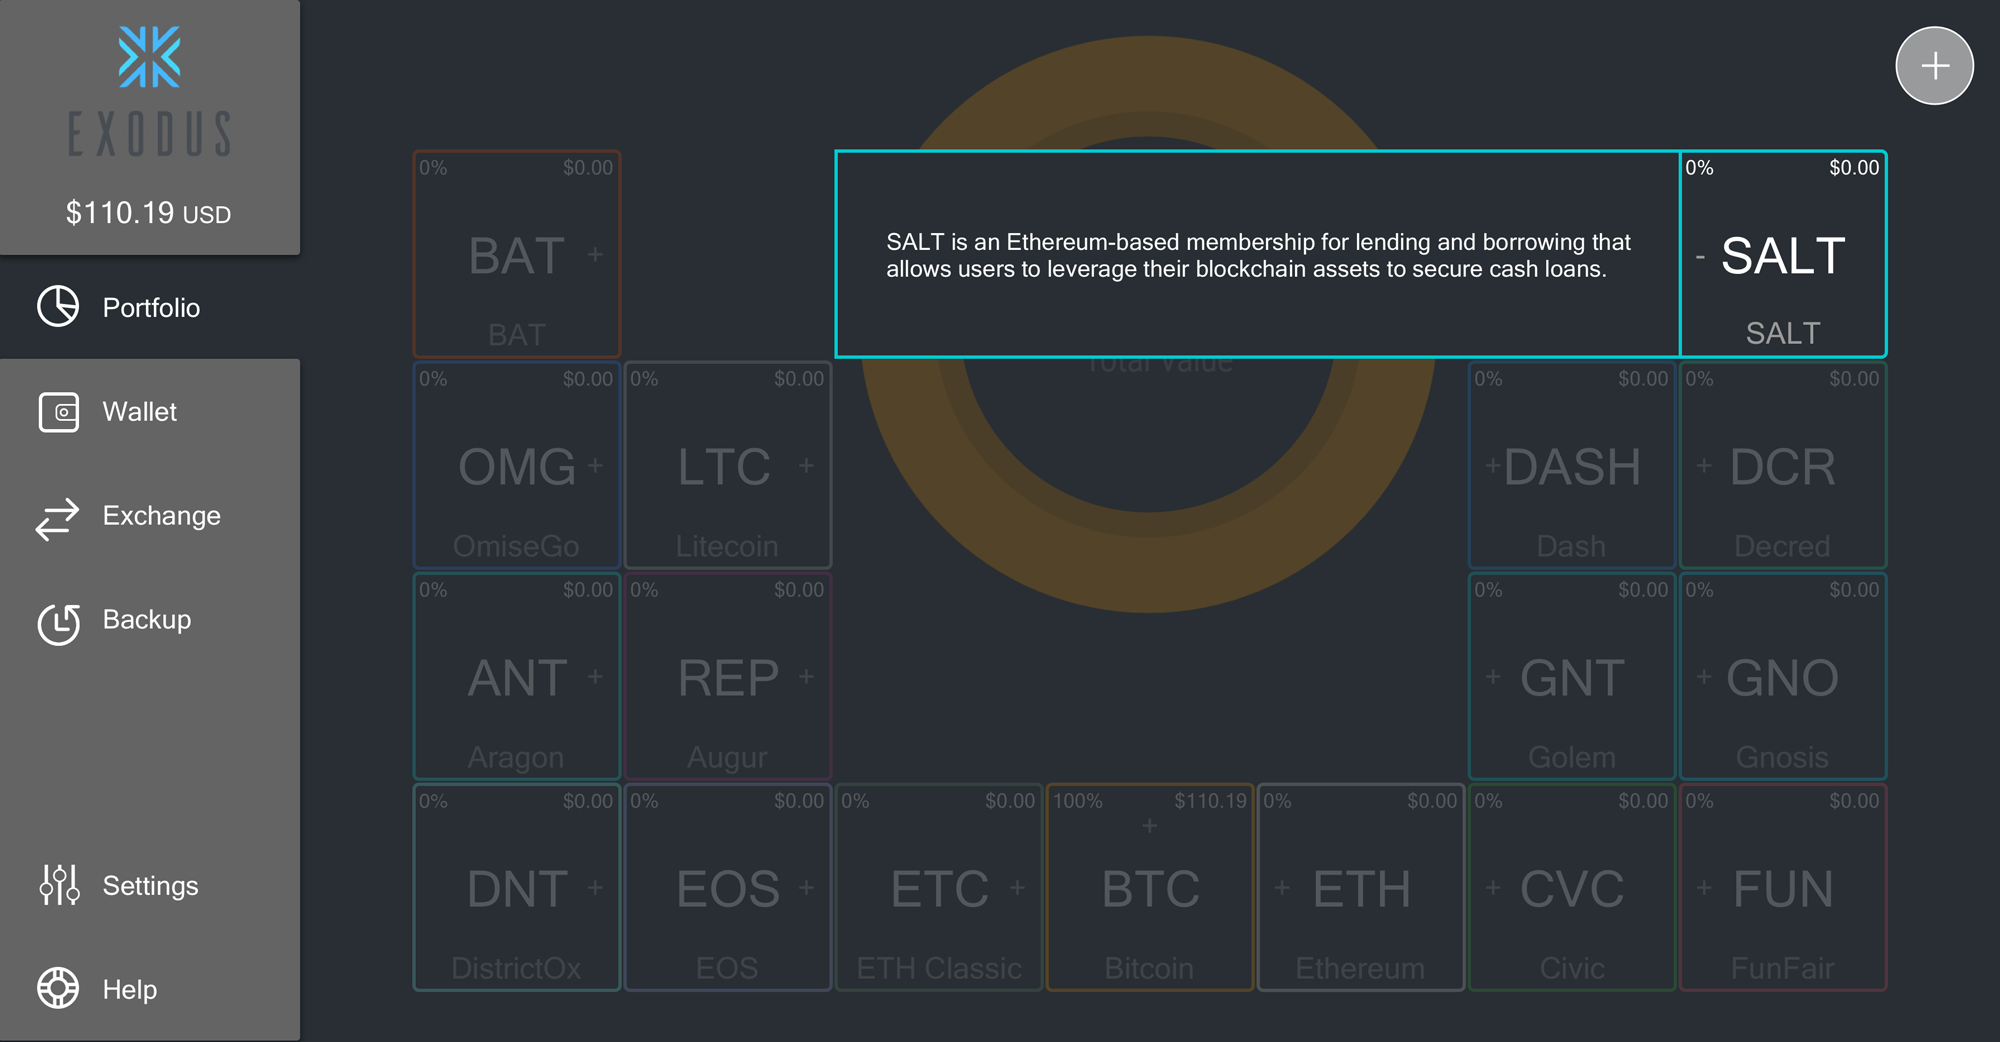 EXODUS
$110.19 USD
Portfolio
Wallet
Exchange
Backup
Settings
Help
+
0% $0.00
BAT +
BAT
SALT is an Ethereum-based membership for lending and borrowing that
allows users to leverage their blockchain assets to secure cash loans.
0% $0.00
- SALT
SALT
Total Value
0% $0.00
OMG +
OmiseGo
0% $0.00
LTC +
Litecoin
0% $0.00
+DASH
Dash
0% $0.00
+ DCR
Decred
0% $0.00
ANT +
Aragon
0% $0.00
REP +
Augur
0% $0.00
+ GNT
Golem
0% $0.00
+ GNO
Gnosis
0% $0.00
DNT +
DistrictOx
0% $0.00
EOS +
EOS
0% $0.00
ETC +
ETH Classic
100% $110.19
+
BTC
Bitcoin
0% $0.00
+ ETH
Ethereum
0% $0.00
+ CVC
Civic
0% $0.00
+ FUN
FunFair